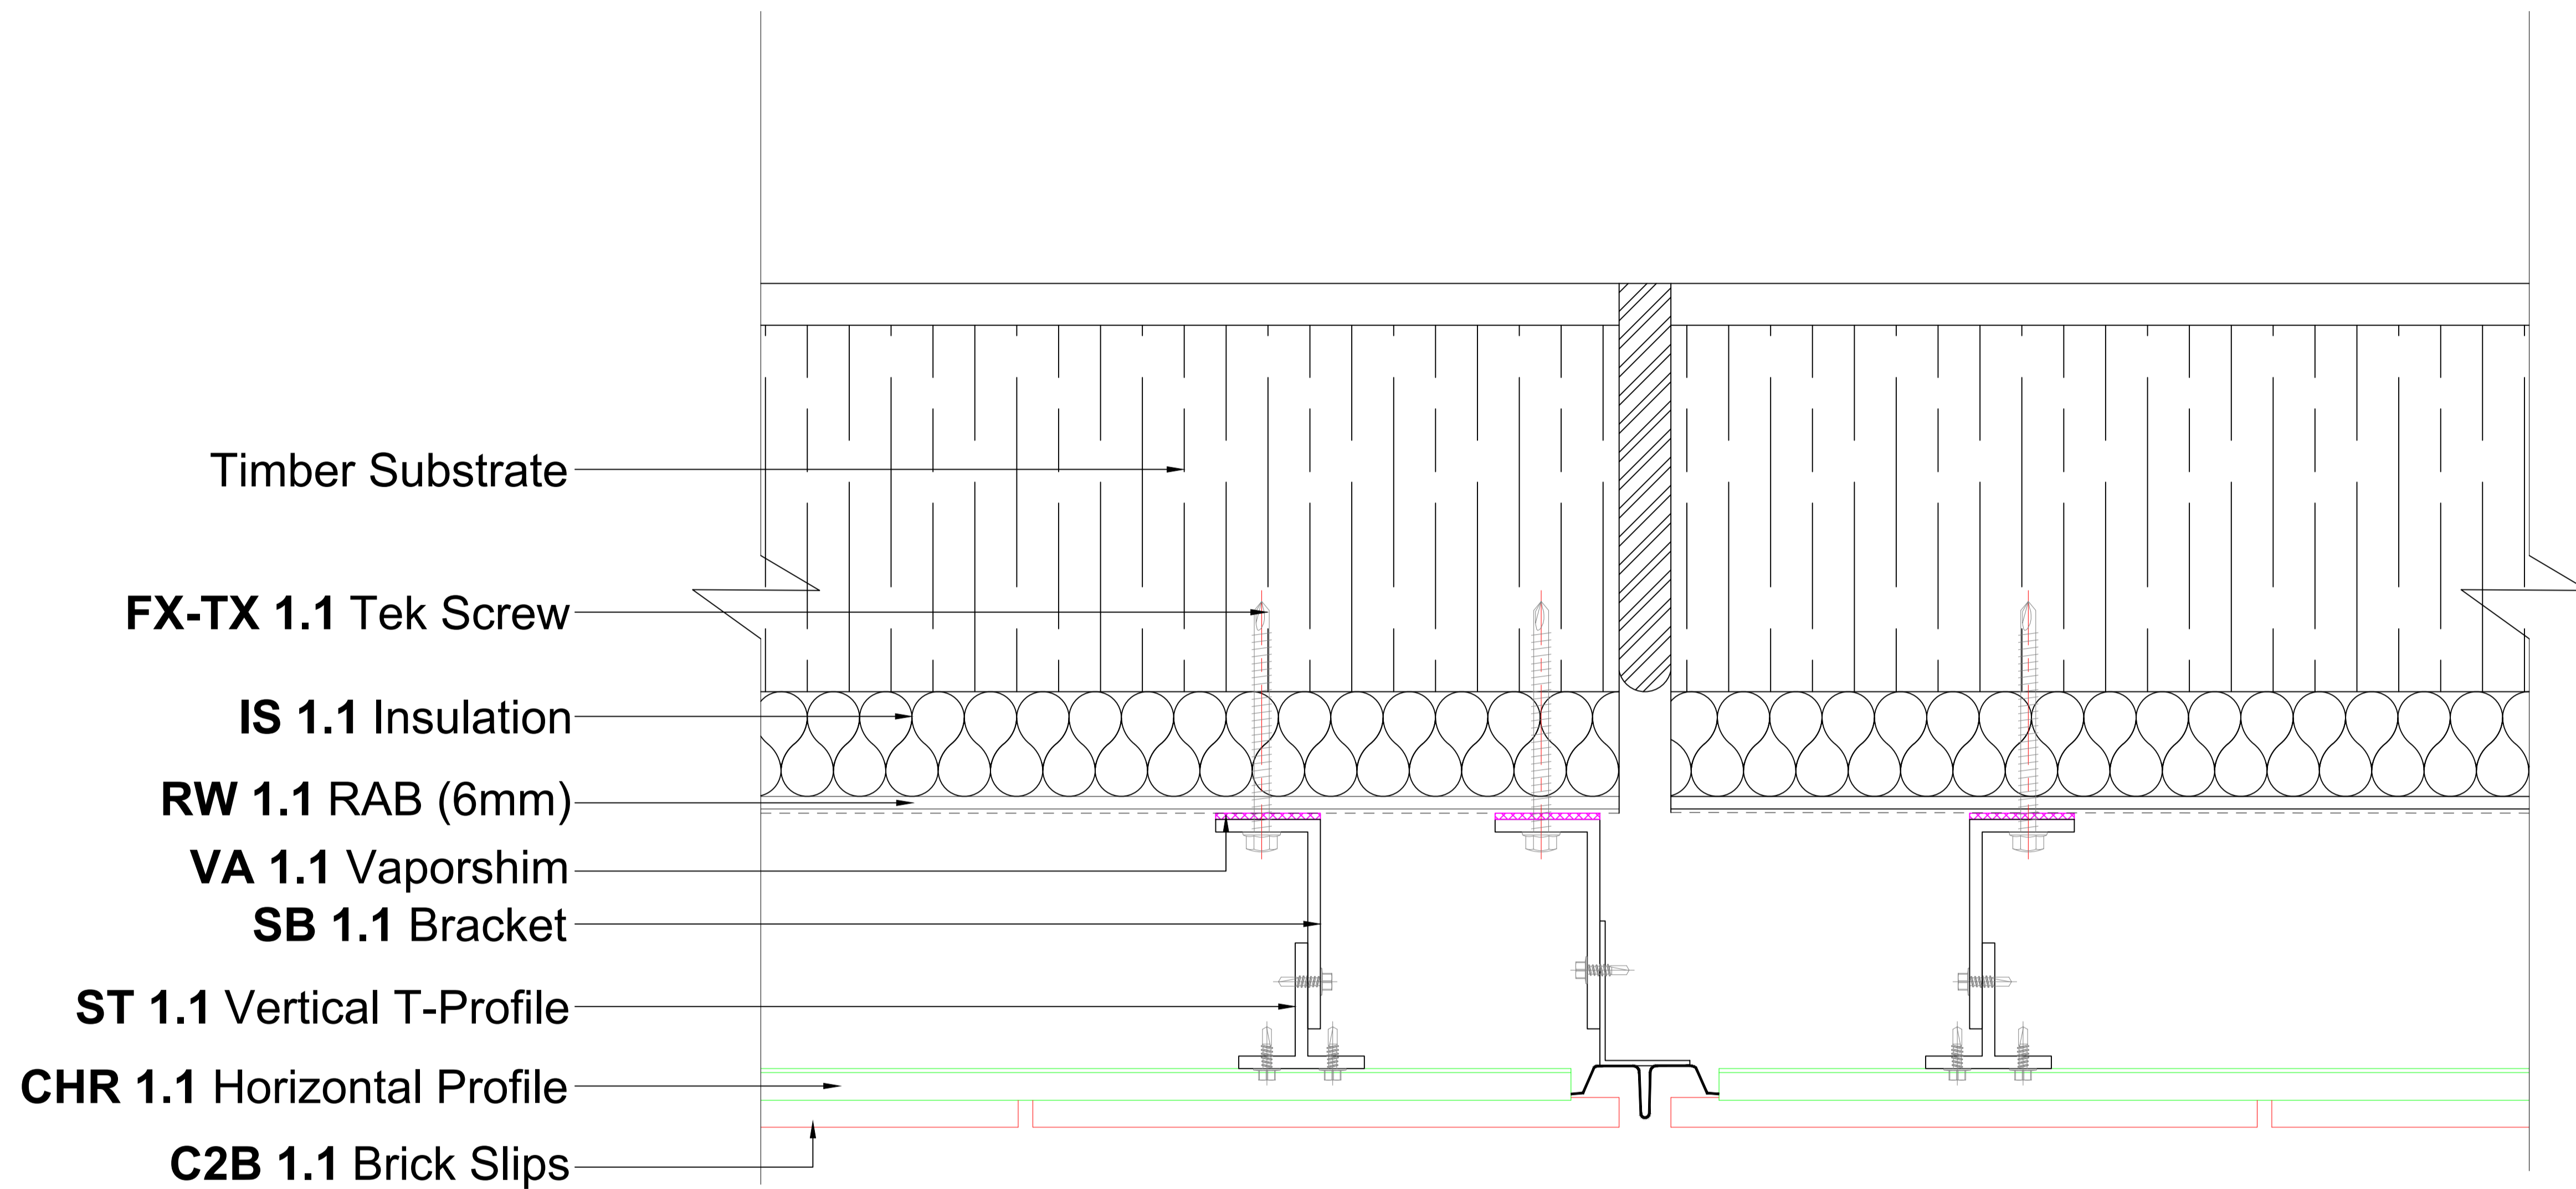 Timber Substrate
FX-TX 1.1 Tek Screw
IS 1.1 Insulation
RW 1.1 RAB (6mm)
VA 1.1 Vaporshim
SB 1.1 Bracket
ST 1.1 Vertical T-Profile
CHR 1.1 Horizontal Profile
C2B 1.1 Brick Slips